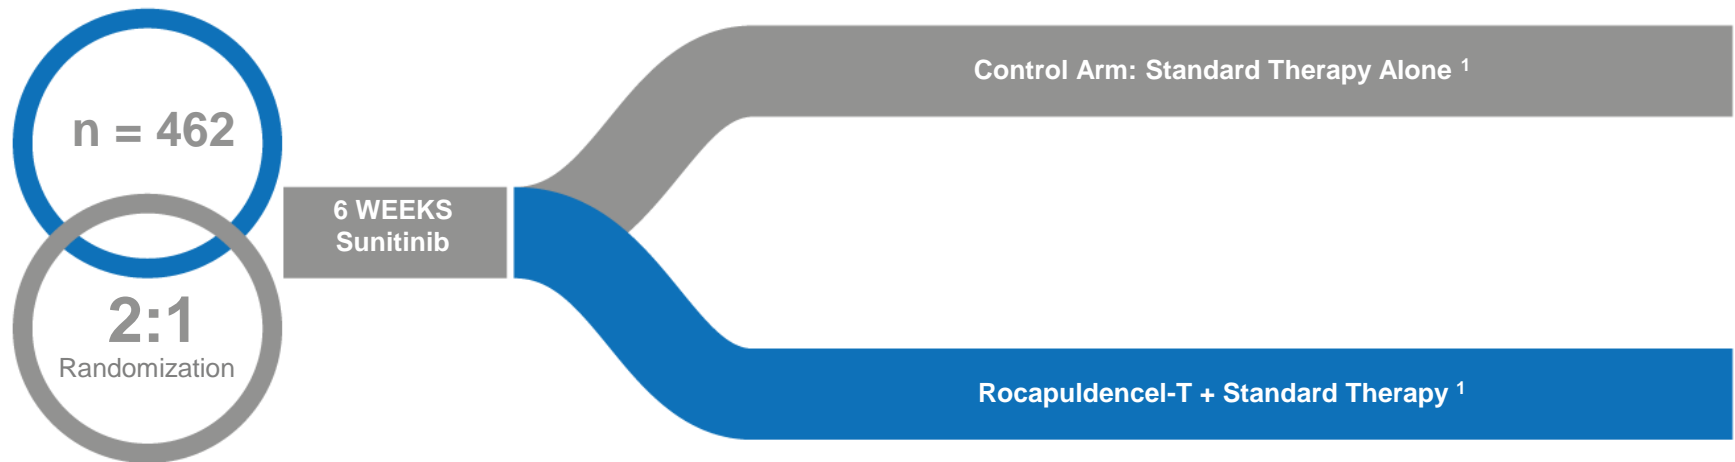 n = 462
2:1
Randomization
6 WEEKS
Sunitinib
Control Arm: Standard Therapy Alone 1
Rocapuldencel-T + Standard Therapy 1